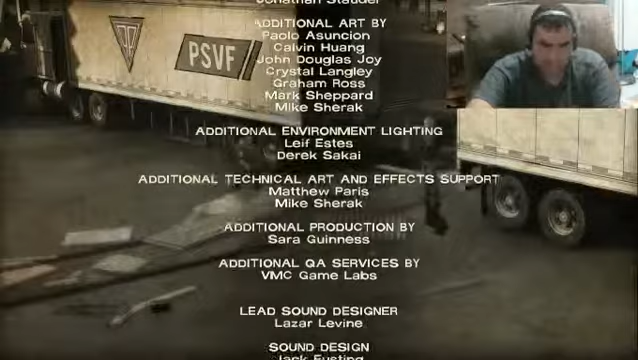 Jonathan Stauder
ADDITIONAL ART BY
Paolo Asuncion
Calvin Huang
John Douglas Joy
Crystal Langley
Graham Ross
Mark Sheppard
Mike Sherak
PSVF
ADDITIONAL ENVIRONMENT LIGHTING
Leif Estes
Derek Sakai
ADDITIONAL TECHNICAL ART AND EFFECTS SUPPORT
Matthew Paris
Mike Sherak
ADDITIONAL PRODUCTION BY
Sara Guinness
ADDITIONAL QA SERVICES BY
VMC Game Labs
LEAD SOUND DESIGNER
Lazar Levine
SOUND DESIGN